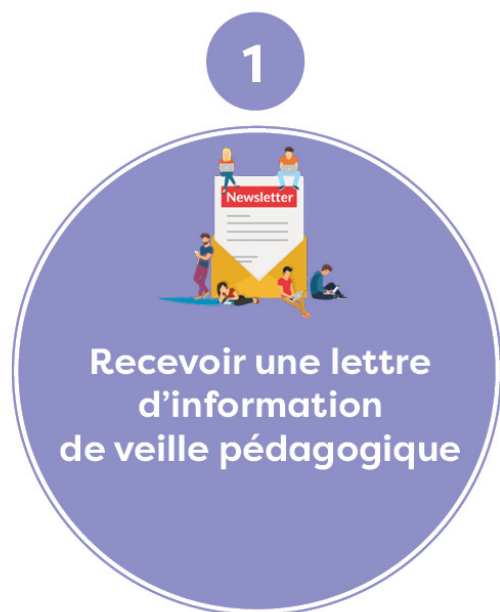 1
Newsletter
Recevoir une lettre
d’information
de veille pédagogique